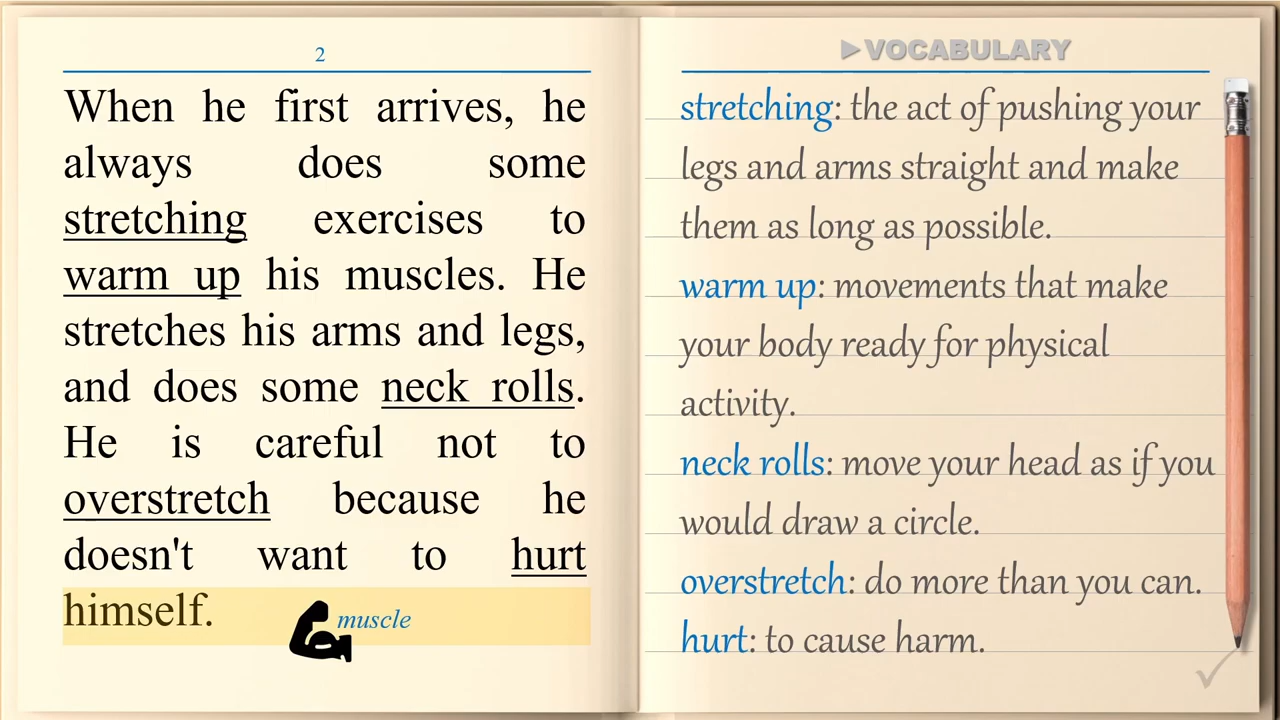 2
When he first arrives, he
always does some
stretching exercises to
warm up his muscles. He
stretches his arms and legs,
and does some neck rolls.
He is careful not to
overstretch because he
doesn't want to hurt
himself.
muscle
►VOCABULARY
stretching: the act of pushing your
legs and arms straight and make
them as long as possible.
warm up: movements that make
your body ready for physical
activity.
neck rolls: move your head as if you
would draw a circle.
overstretch: do more than you can.
hurt: to cause harm.